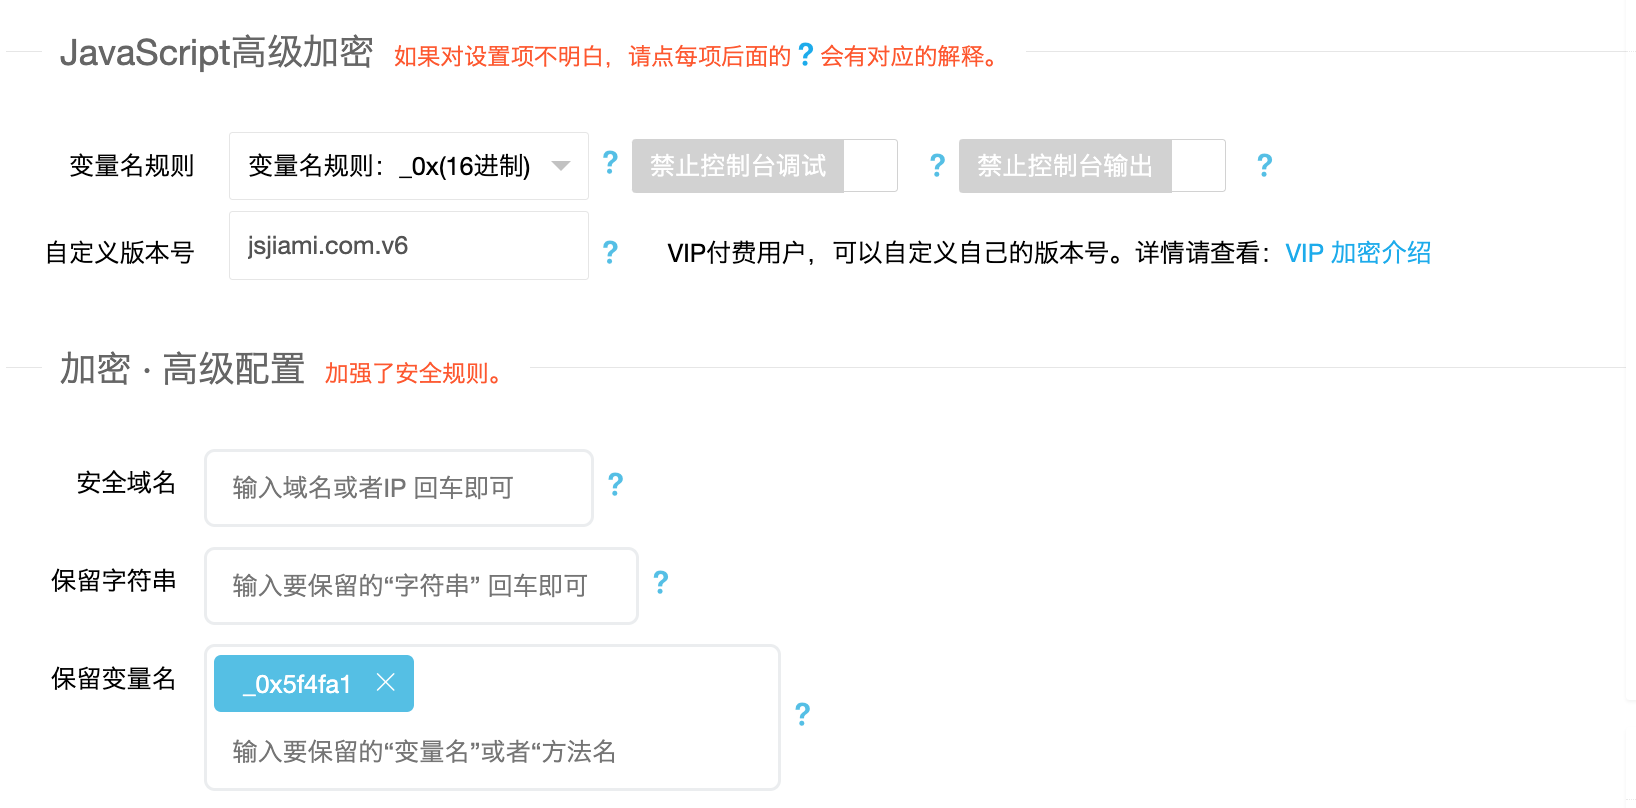 JavaScript高级加密 如果对设置项不明白，请点每项后面的 ? 会有对应的解释。
变量名规则 变量名规则：_0x(16进制) ? 禁止控制台调试 ? 禁止控制台输出 ?
自定义版本号 jsjiami.com.v6 ? VIP付费用户，可以自定义自己的版本号。详情请查看：VIP 加密介绍
加密 · 高级配置 加强了安全规则。
安全域名 输入域名或者IP 回车即可 ?
保留字符串 输入要保留的“字符串” 回车即可 ?
保留变量名 _0x5f4fa1 ?
输入要保留的“变量名”或者“方法名